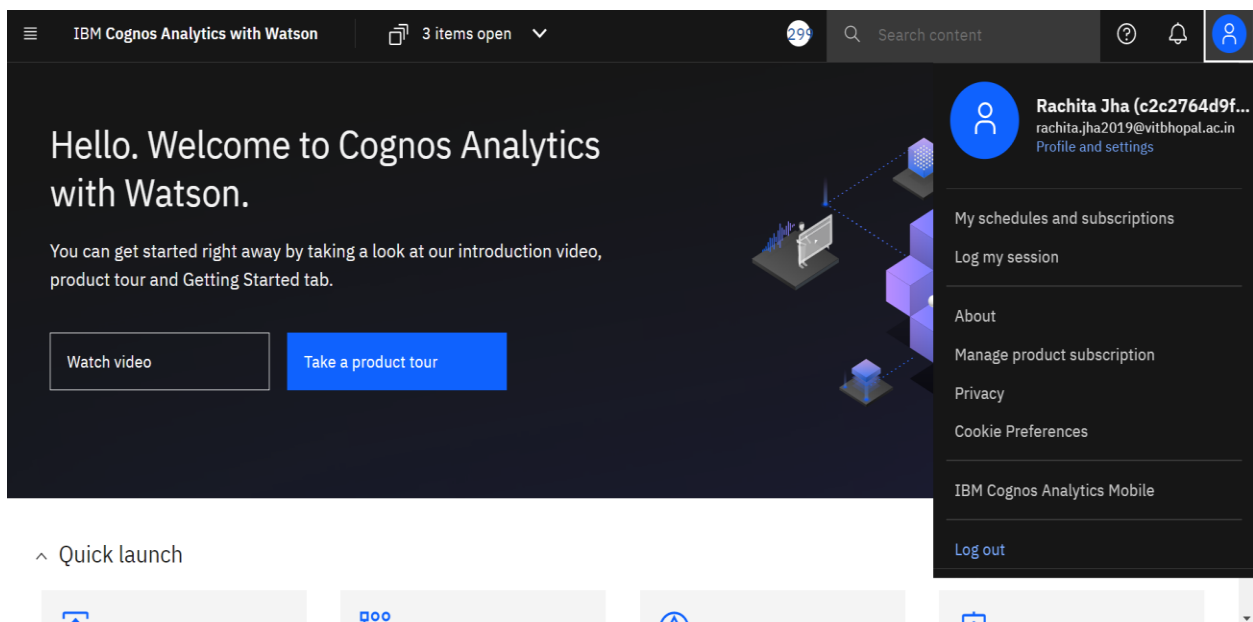 IBM Cognos Analytics with Watson
3 items open
299
Search content
Hello. Welcome to Cognos Analytics
with Watson.
You can get started right away by taking a look at our introduction video,
product tour and Getting Started tab.
Watch video
Take a product tour
Rachita Jha (c2c2764d9f...
rachita.jha2019@vitbhopal.ac.in
Profile and settings
My schedules and subscriptions
Log my session
About
Manage product subscription
Privacy
Cookie Preferences
IBM Cognos Analytics Mobile
Log out
Quick launch